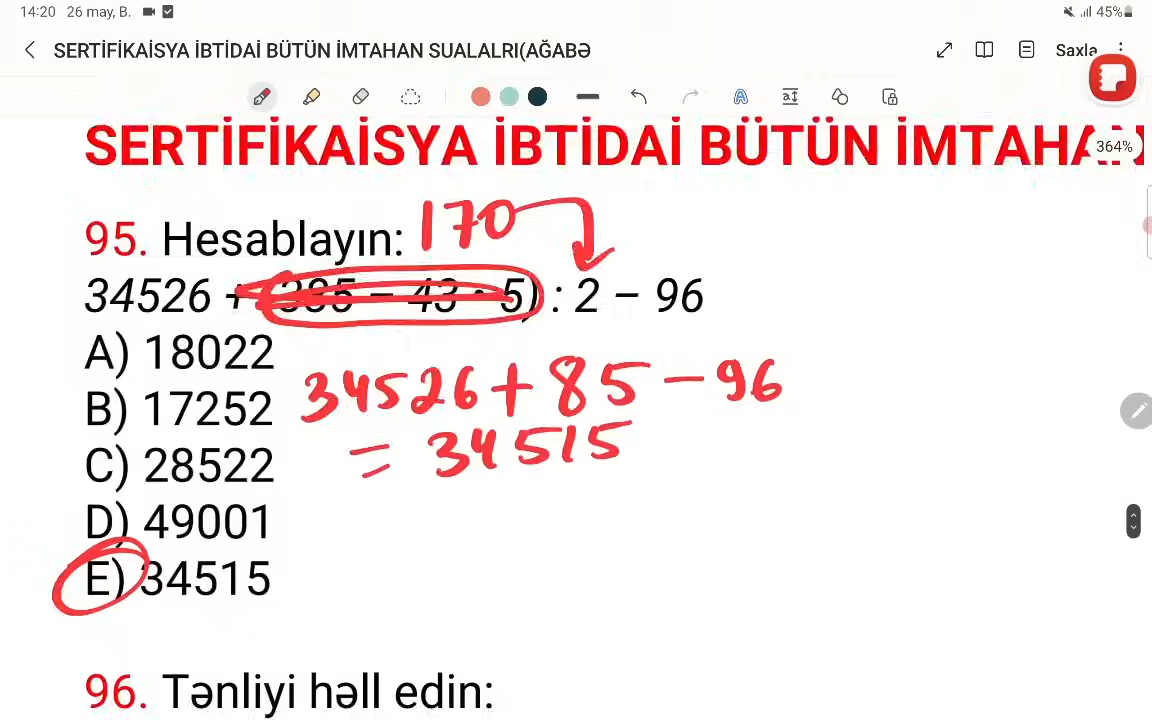 14:20 26 may, B. 45%
SERTİFİKAİSYA İBTİDAİ BÜTÜN İMTAHAN SUALALRI(AĞABƏ Saxla
364%
SERTİFİKAİSYA İBTİDAİ BÜTÜN İMTAHAN
95. Hesablayın: 170
34526 + (385 – 43 · 5) : 2 – 96
A) 18022
34526 + 85 – 96
B) 17252
= 34515
C) 28522
D) 49001
E) 34515
96. Tənliyi həll edin: